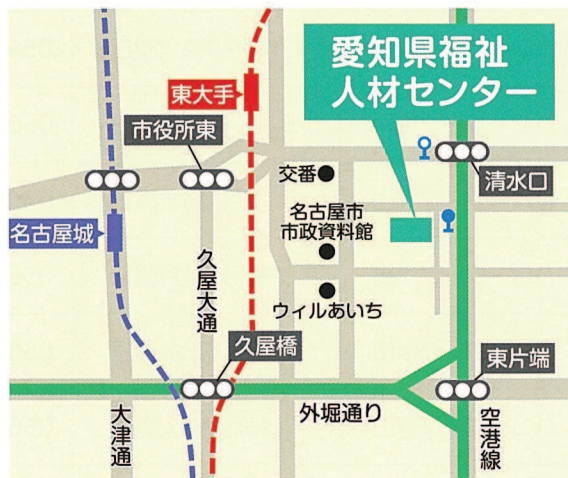 愛知県福祉
人材センター
東大手
市役所東
交番
清水口
名古屋市
市政資料館
名古屋城
久屋大通
ウィルあいち
久屋橋
東片端
外堀通り
大津通
空港線